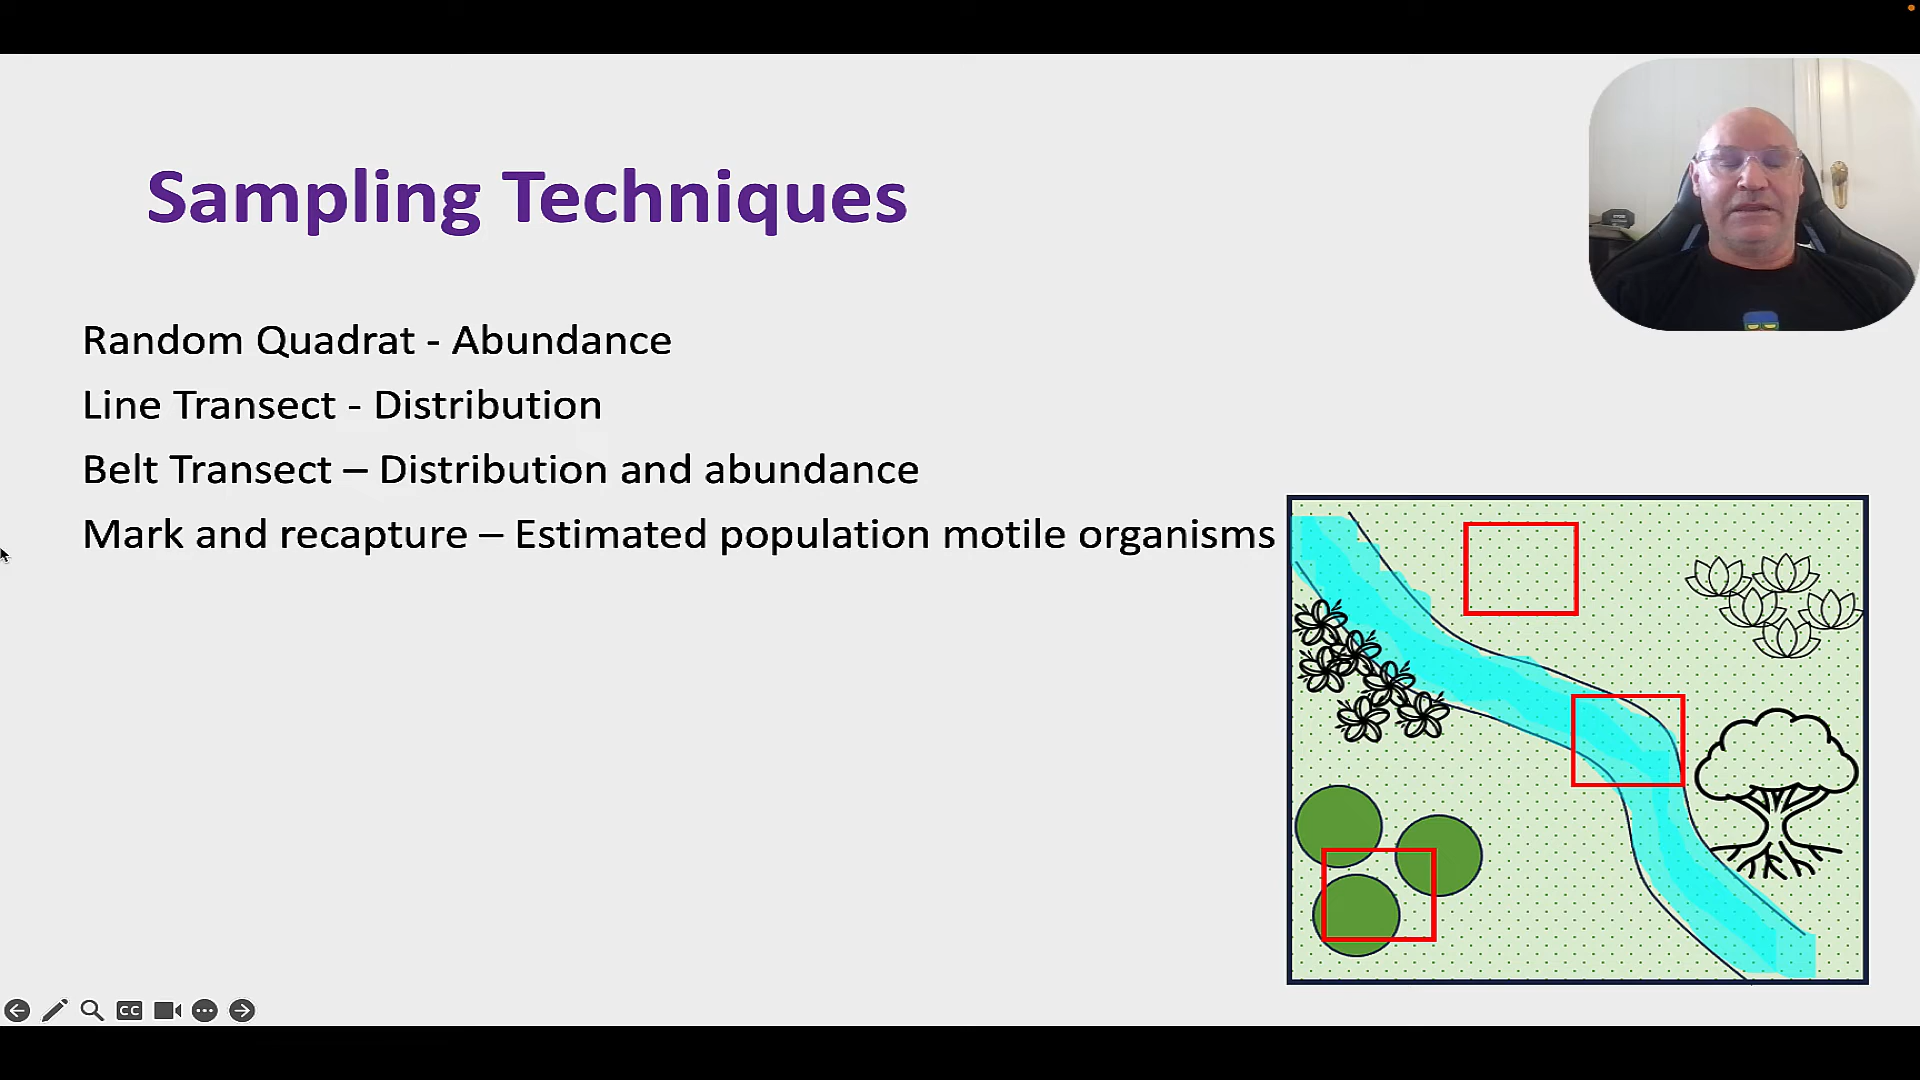 Sampling Techniques
Random Quadrat - Abundance
Line Transect - Distribution
Belt Transect – Distribution and abundance
Mark and recapture – Estimated population motile organisms
CC